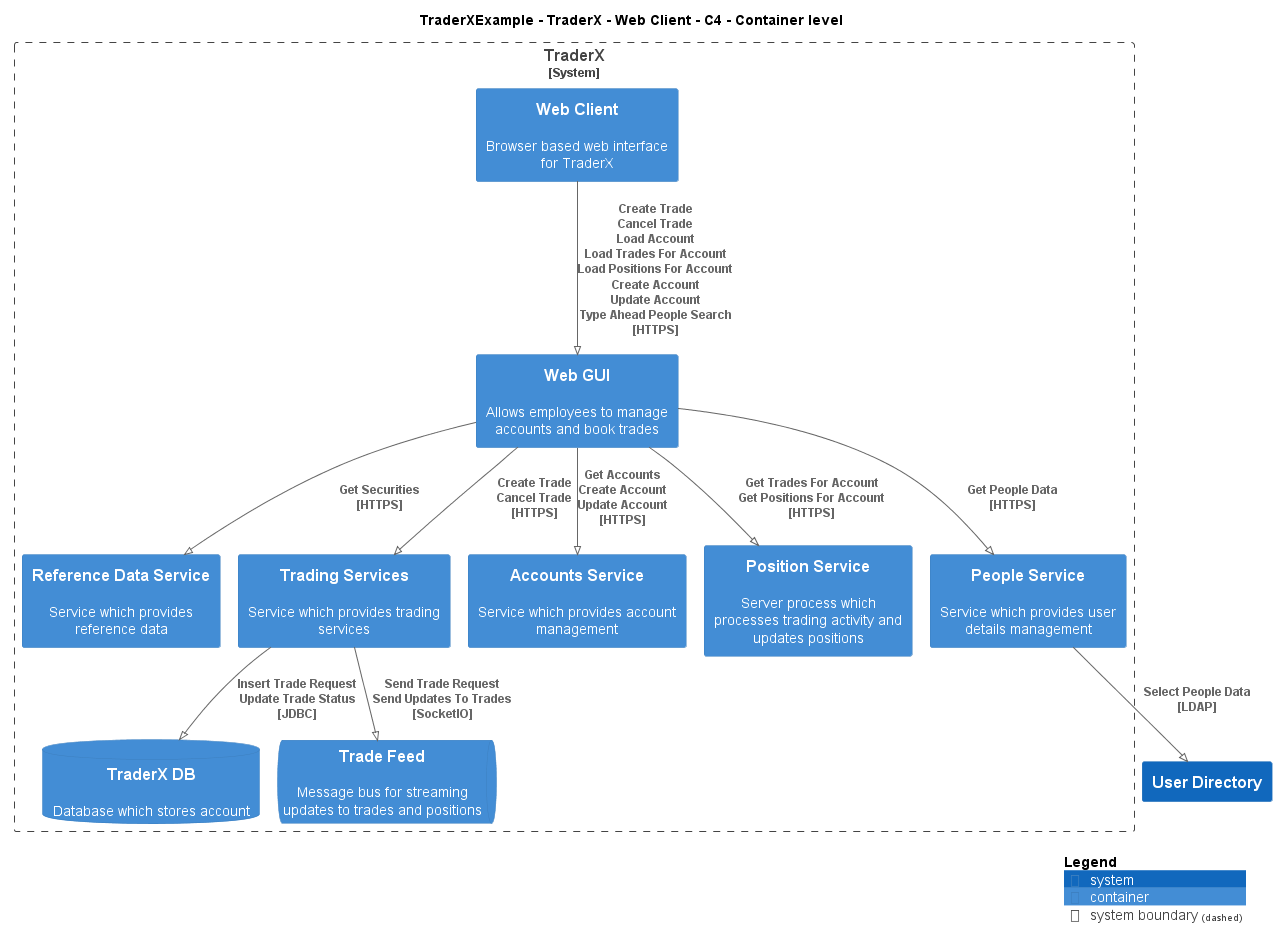 TraderXExample - TraderX - Web Client - C4 - Container level
TraderX
[System]
Web Client
Browser based web interface
for TraderX
Create Trade
Cancel Trade
Load Account
Load Trades For Account
Load Positions For Account
Create Account
Update Account
Type Ahead People Search
[HTTPS]
Web GUI
Allows employees to manage
accounts and book trades
Get Securities
[HTTPS]
Create Trade
Cancel Trade
[HTTPS]
Get Accounts
Create Account
Update Account
[HTTPS]
Get Trades For Account
Get Positions For Account
[HTTPS]
Get People Data
[HTTPS]
Reference Data Service
Service which provides
reference data
Trading Services
Service which provides trading
services
Accounts Service
Service which provides account
management
Position Service
Server process which
processes trading activity and
updates positions
People Service
Service which provides user
details management
Insert Trade Request
Update Trade Status
[JDBC]
Send Trade Request
Send Updates To Trades
[SocketIO]
Select People Data
[LDAP]
TraderX DB
Database which stores account
Trade Feed
Message bus for streaming
updates to trades and positions
User Directory
Legend
system
container
system boundary (dashed)